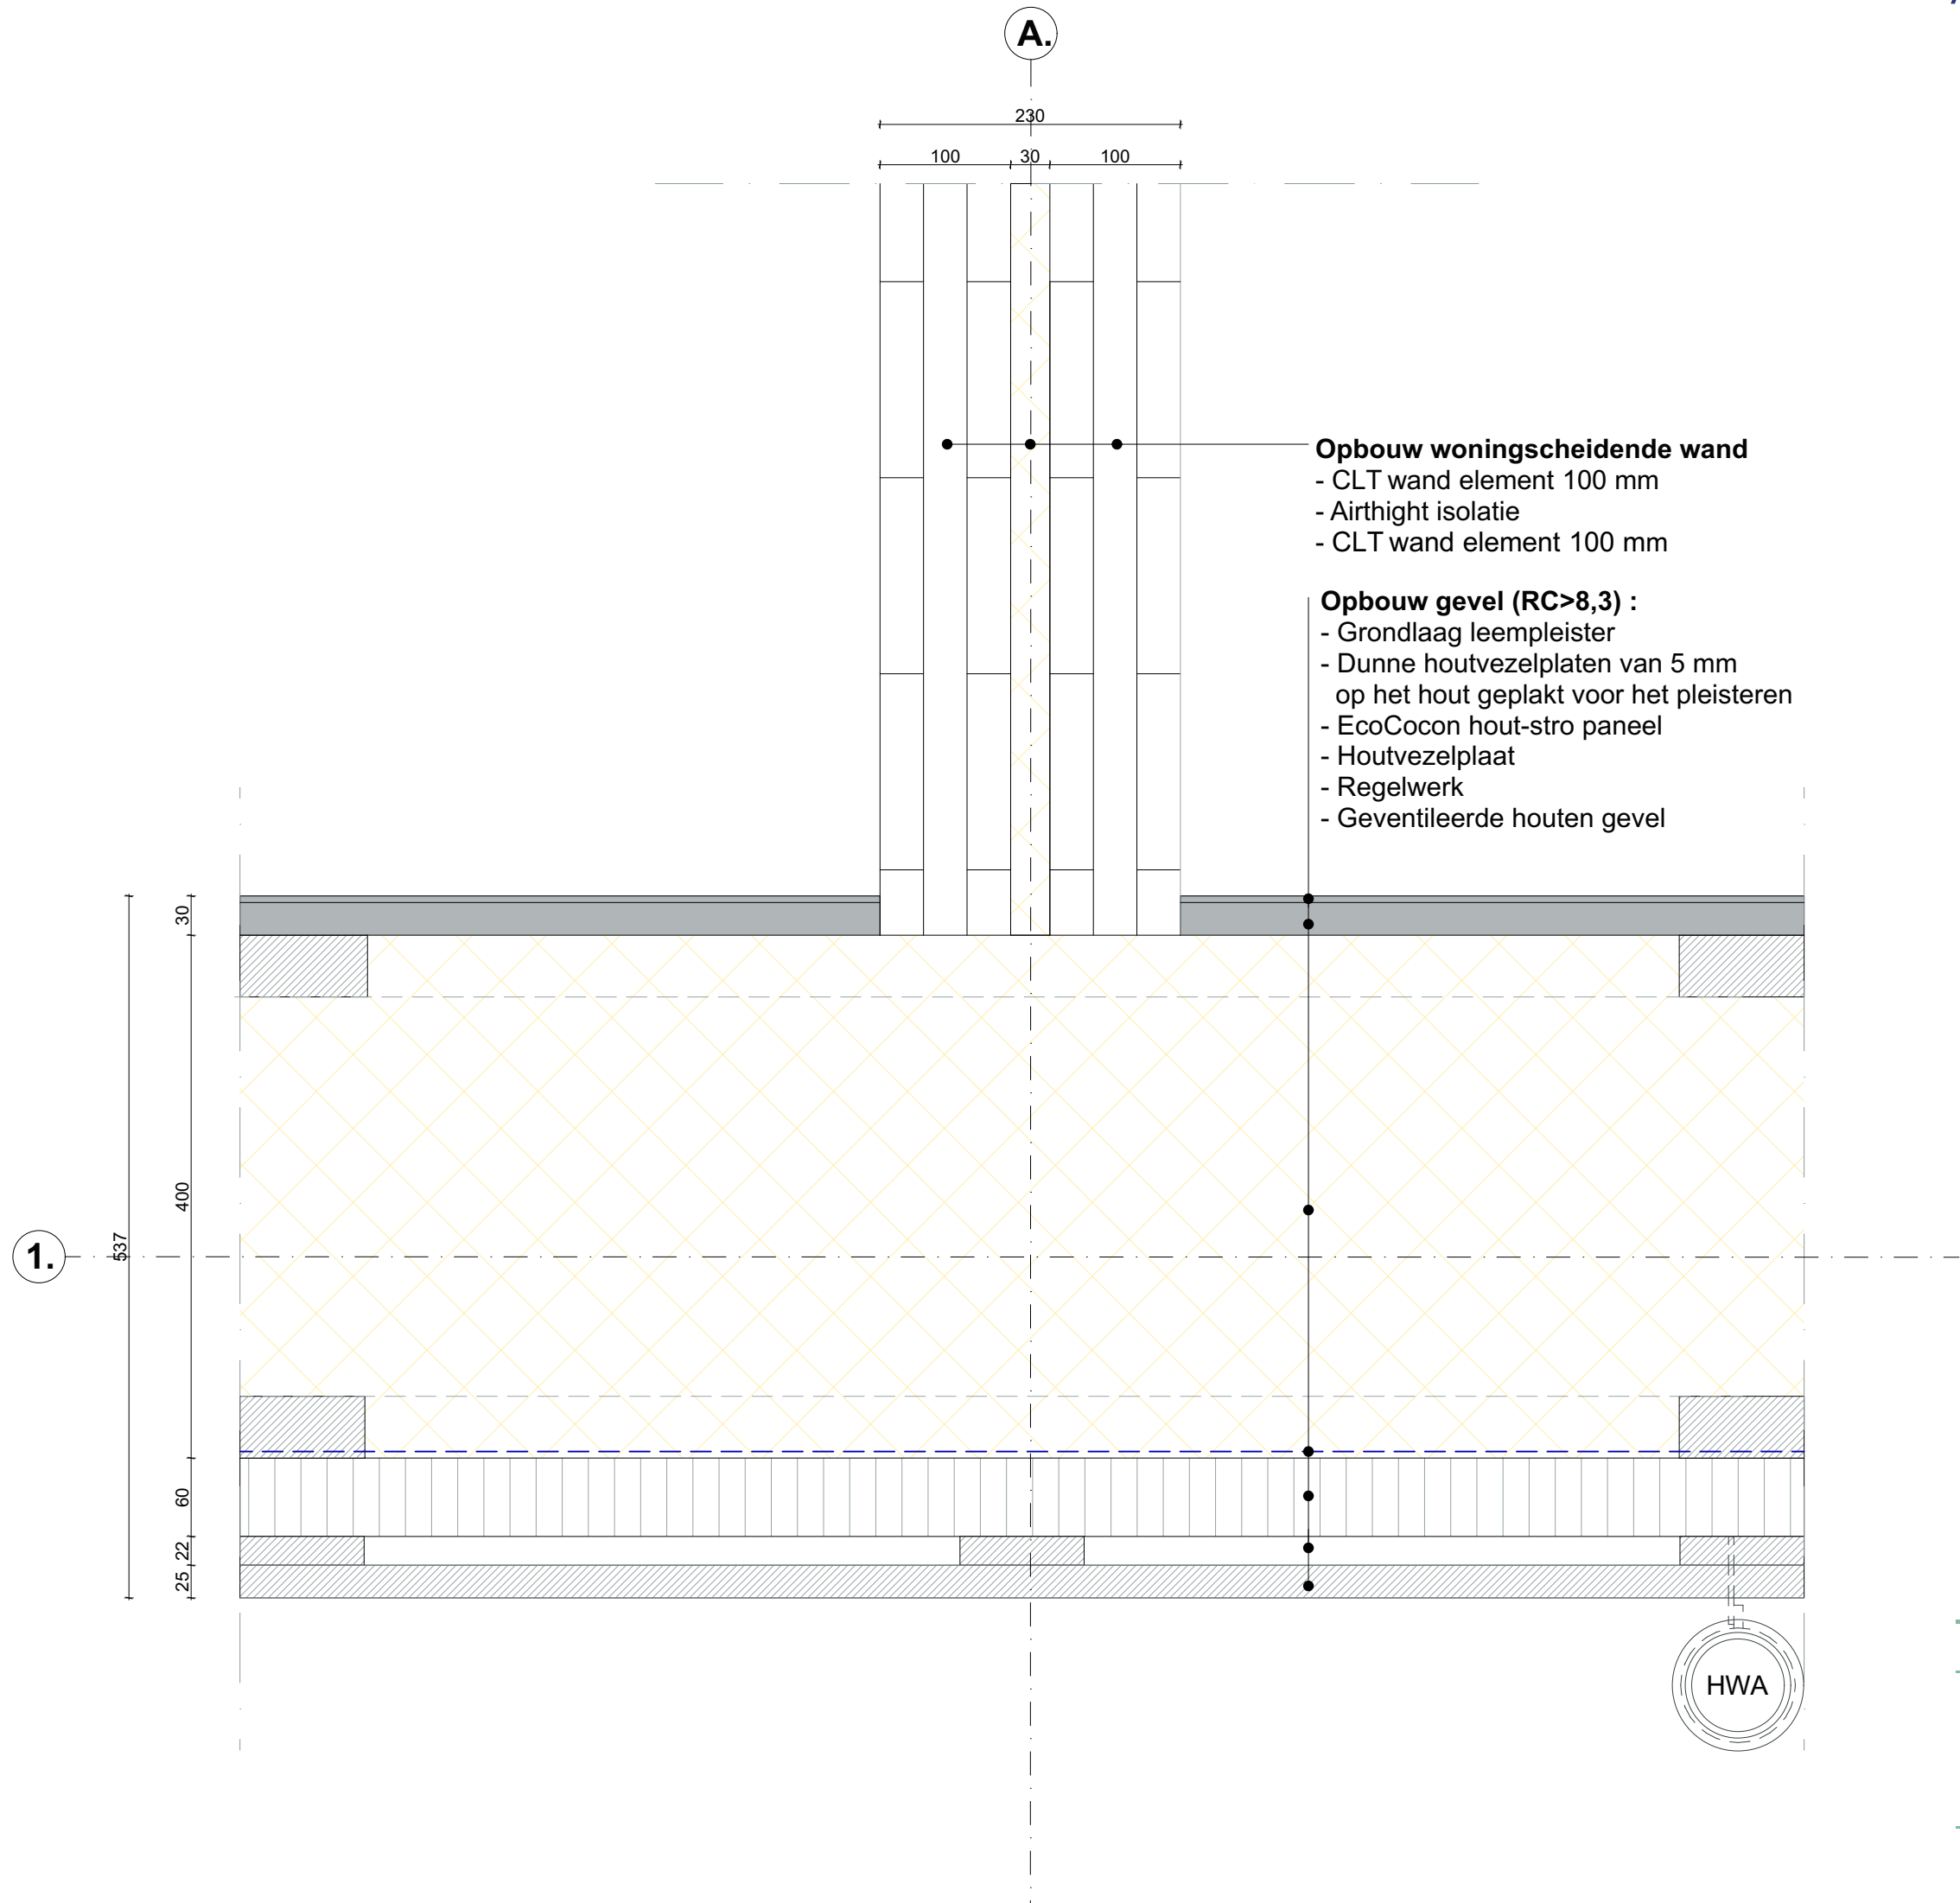 A.
230
100 30 100
Opbouw woningscheidende wand
- CLT wand element 100 mm
- Airthight isolatie
- CLT wand element 100 mm
Opbouw gevel (RC>8,3) :
- Grondlaag leempleister
- Dunne houtvezelplaten van 5 mm
op het hout geplakt voor het pleisteren
- EcoCocon hout-stro paneel
- Houtvezelplaat
- Regelwerk
- Geventileerde houten gevel
30
400
537
1.
60
22
25
HWA